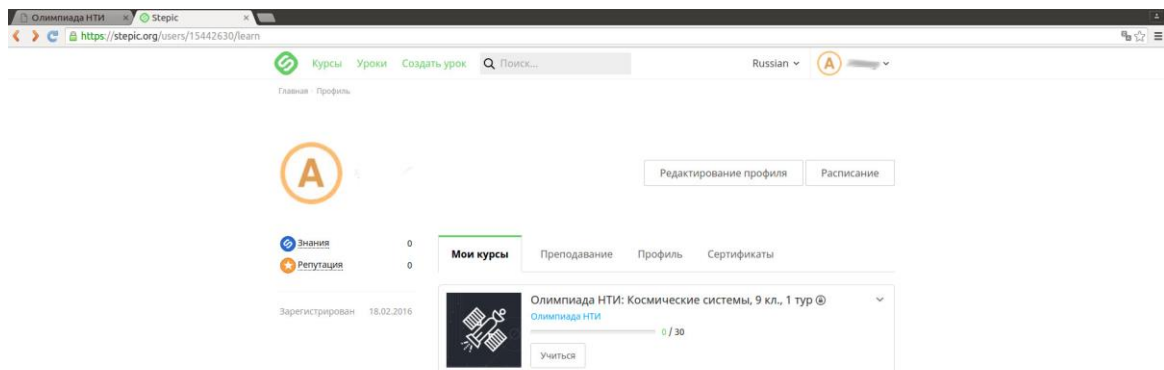 Олимпиада НТИ
Stepic
https://stepic.org/users/15442630/learn
Курсы Уроки Создать урок Поиск... Russian A
Главная Профиль
A
Редактирование профиля Расписание
Знания 0
Репутация 0
Мои курсы Преподавание Профиль Сертификаты
Зарегистрирован 18.02.2016
Олимпиада НТИ: Космические системы, 9 кл., 1 тур
Олимпиада НТИ
0 / 30
Учиться